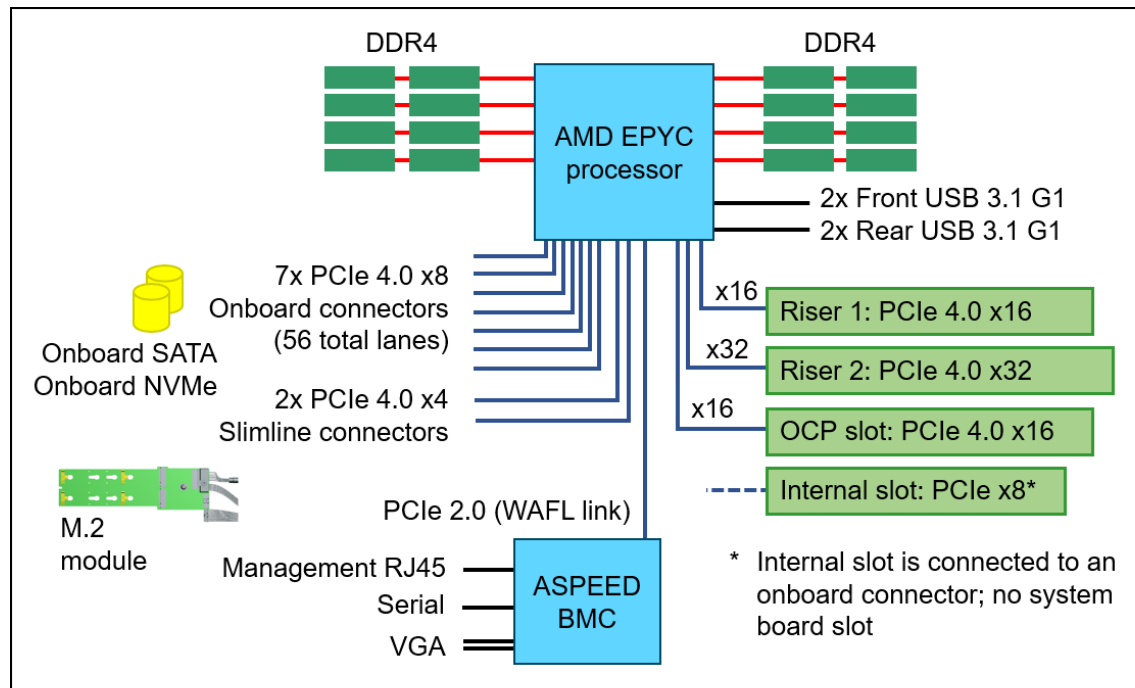 DDR4
DDR4
AMD EPYC
processor
2x Front USB 3.1 G1
2x Rear USB 3.1 G1
7x PCIe 4.0 x8
Onboard connectors
(56 total lanes)
Onboard SATA
Onboard NVMe
2x PCIe 4.0 x4
Slimline connectors
x16
Riser 1: PCIe 4.0 x16
x32
Riser 2: PCIe 4.0 x32
x16
OCP slot: PCIe 4.0 x16
Internal slot: PCIe x8*
M.2
module
PCIe 2.0 (WAFL link)
Management RJ45
Serial
VGA
ASPEED
BMC
* Internal slot is connected to an
onboard connector; no system
board slot